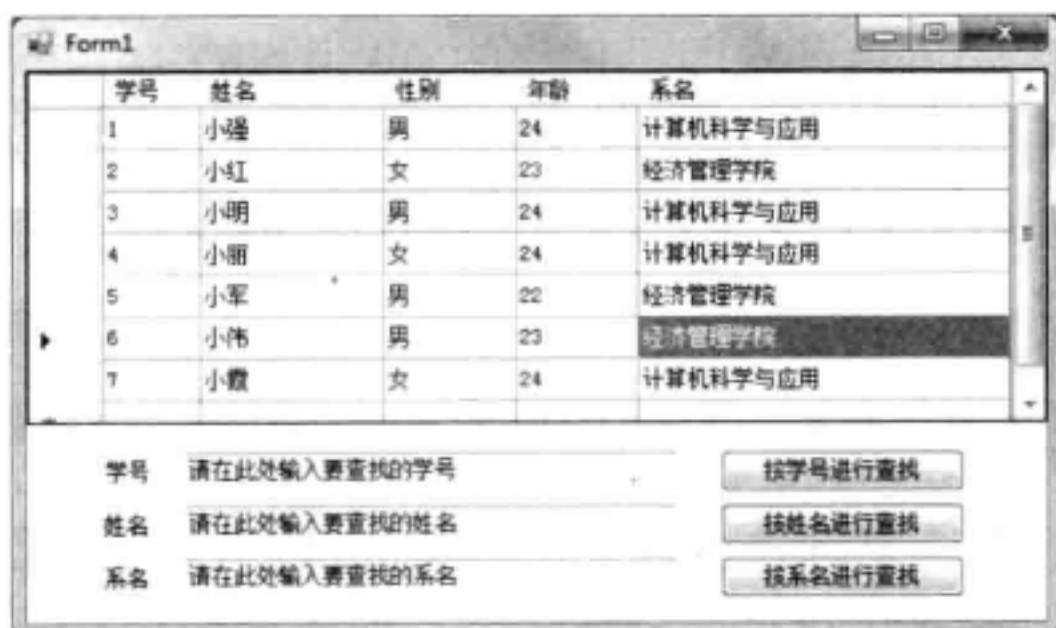 Form1
学号 姓名 性别 年龄 系名
1 小强 男 24 计算机科学与应用
2 小红 女 23 经济管理学院
3 小明 男 24 计算机科学与应用
4 小丽 女 24 计算机科学与应用
5 小军 男 22 经济管理学院
6 小伟 男 23 经济管理学院
7 小霞 女 24 计算机科学与应用
学号 请在此处输入要查找的学号 按学号进行查找
姓名 请在此处输入要查找的姓名 按姓名进行查找
系名 请在此处输入要查找的系名 按系名进行查找